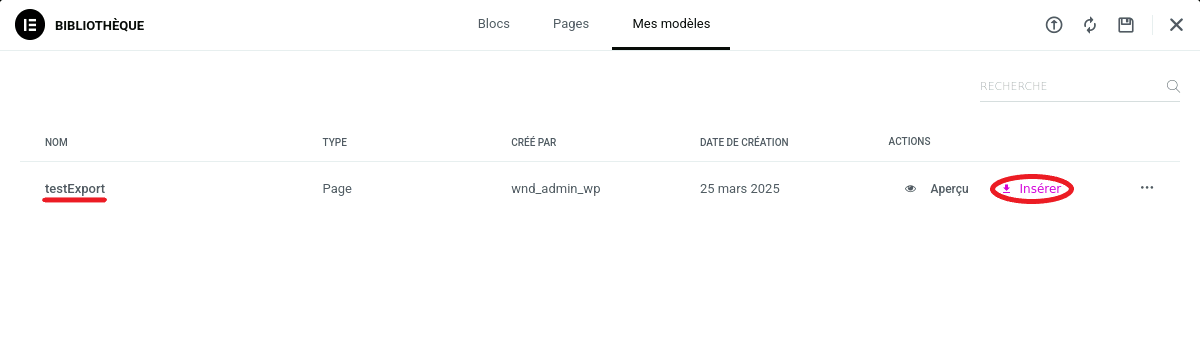 BIBLIOTHÈQUE Blocs Pages Mes modèles
RECHERCHE
NOM TYPE CRÉÉ PAR DATE DE CRÉATION ACTIONS
testExport Page wnd_admin_wp 25 mars 2025 Aperçu Insérer